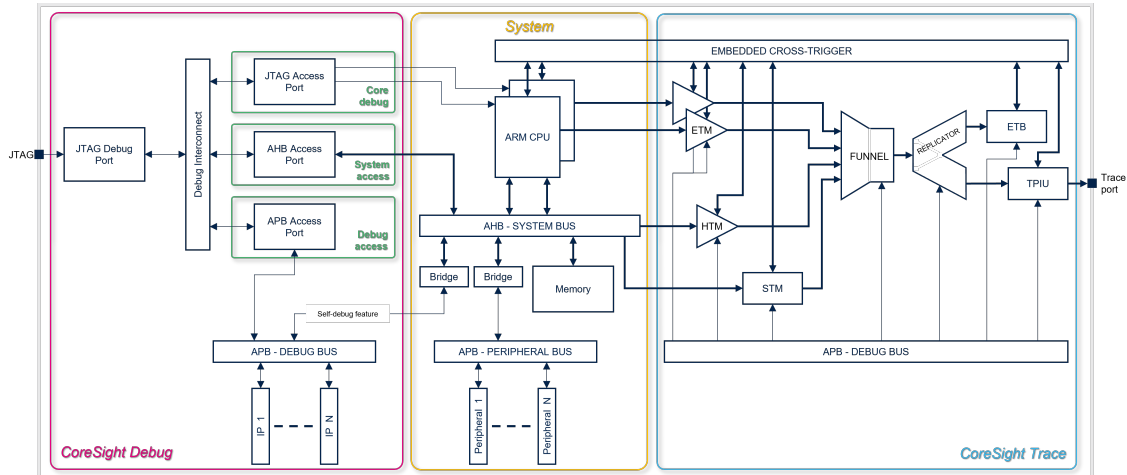 System
EMBEDDED CROSS-TRIGGER
JTAG Access
Port
Core
debug
JTAG
JTAG Debug
Port
Debug Interconnect
AHB Access
Port
System
access
APB Access
Port
Debug
access
ARM CPU
ETM
FUNNEL
REPLICATOR
ETB
TPIU
Trace
port
AHB - SYSTEM BUS
HTM
Bridge
Bridge
Memory
STM
Self-debug feature
APB - DEBUG BUS
APB - PERIPHERAL BUS
APB - DEBUG BUS
IP 1
IP N
Peripheral 1
Peripheral N
CoreSight Debug
CoreSight Trace